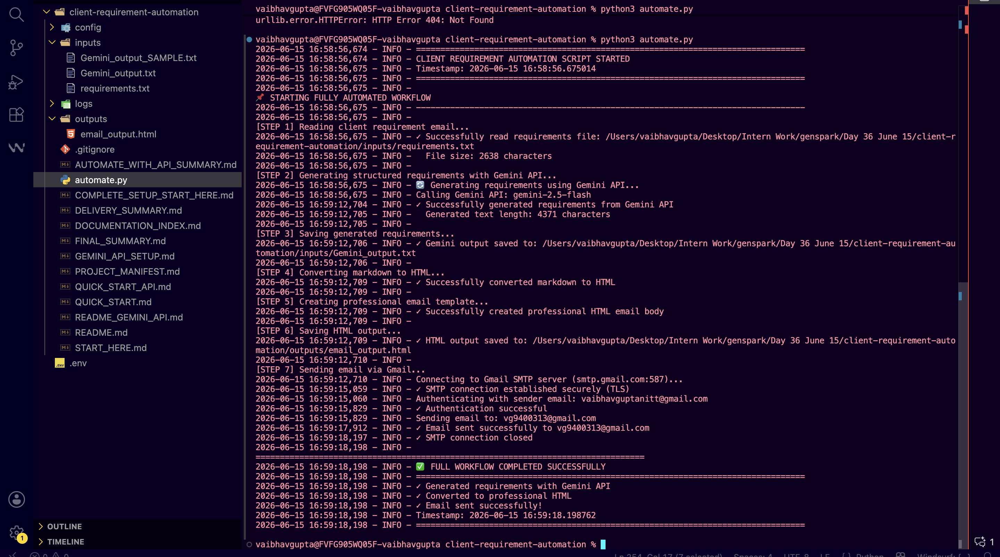 client-requirement-automation
config
inputs
Gemini_output_SAMPLE.txt
Gemini_output.txt
requirements.txt
logs
outputs
email_output.html
.gitignore
AUTOMATE_WITH_API_SUMMARY.md
automate.py
COMPLETE_SETUP_START_HERE.md
DELIVERY_SUMMARY.md
DOCUMENTATION_INDEX.md
FINAL_SUMMARY.md
GEMINI_API_SETUP.md
PROJECT_MANIFEST.md
QUICK_START_API.md
QUICK_START.md
README_GEMINI_API.md
README.md
START_HERE.md
.env
OUTLINE
TIMELINE
1
vaibhavgupta@FVFG905WQ05F-vaibhavgupta client-requirement-automation % python3 automate.py
urllib.error.HTTPError: HTTP Error 404: Not Found
vaibhavgupta@FVFG905WQ05F-vaibhavgupta client-requirement-automation % python3 automate.py
2026-06-15 16:58:56,674 - INFO - ================================================================================
2026-06-15 16:58:56,674 - INFO - CLIENT REQUIREMENT AUTOMATION SCRIPT STARTED
2026-06-15 16:58:56,675 - INFO - Timestamp: 2026-06-15 16:58:56.675014
2026-06-15 16:58:56,675 - INFO - ================================================================================
2026-06-15 16:58:56,675 - INFO -
📌 STARTING FULLY AUTOMATED WORKFLOW
2026-06-15 16:58:56,675 - INFO - --------------------------------------------------------------------------------
2026-06-15 16:58:56,675 - INFO -
[STEP 1] Reading client requirement email...
2026-06-15 16:58:56,675 - INFO - ✓ Successfully read requirements file: /Users/vaibhavgupta/Desktop/Intern Work/genspark/Day 36 June 15/client-r
equirement-automation/inputs/requirements.txt
2026-06-15 16:58:56,675 - INFO -   File size: 2638 characters
2026-06-15 16:58:56,675 - INFO -
[STEP 2] Generating structured requirements with Gemini API...
2026-06-15 16:58:56,675 - INFO - 🔄 Generating requirements using Gemini API...
2026-06-15 16:58:56,675 - INFO - Calling Gemini API: gemini-2.5-flash
2026-06-15 16:59:12,704 - INFO - ✓ Successfully generated requirements from Gemini API
2026-06-15 16:59:12,705 - INFO -   Generated text length: 4371 characters
2026-06-15 16:59:12,705 - INFO -
[STEP 3] Saving generated requirements...
2026-06-15 16:59:12,706 - INFO - ✓ Gemini output saved to: /Users/vaibhavgupta/Desktop/Intern Work/genspark/Day 36 June 15/client-requirement-au
tomation/inputs/Gemini_output.txt
2026-06-15 16:59:12,706 - INFO -
[STEP 4] Converting markdown to HTML...
2026-06-15 16:59:12,709 - INFO - ✓ Successfully converted markdown to HTML
2026-06-15 16:59:12,709 - INFO -
[STEP 5] Creating professional email template...
2026-06-15 16:59:12,709 - INFO - ✓ Successfully created professional HTML email body
2026-06-15 16:59:12,709 - INFO -
[STEP 6] Saving HTML output...
2026-06-15 16:59:12,709 - INFO - ✓ HTML output saved to: /Users/vaibhavgupta/Desktop/Intern Work/genspark/Day 36 June 15/client-requirement-auto
mation/outputs/email_output.html
2026-06-15 16:59:12,710 - INFO -
[STEP 7] Sending email via Gmail...
2026-06-15 16:59:12,710 - INFO - Connecting to Gmail SMTP server (smtp.gmail.com:587)...
2026-06-15 16:59:15,059 - INFO - ✓ SMTP connection established securely (TLS)
2026-06-15 16:59:15,060 - INFO - Authenticating with sender email: vaibhavguptanitt@gmail.com
2026-06-15 16:59:15,829 - INFO - ✓ Authentication successful
2026-06-15 16:59:15,829 - INFO - Sending email to: vg9400313@gmail.com
2026-06-15 16:59:17,912 - INFO - ✓ Email sent successfully to vg9400313@gmail.com
2026-06-15 16:59:18,197 - INFO - ✓ SMTP connection closed
2026-06-15 16:59:18,198 - INFO -
================================================================================
2026-06-15 16:59:18,198 - INFO - ✅ FULL WORKFLOW COMPLETED SUCCESSFULLY
2026-06-15 16:59:18,198 - INFO - ================================================================================
2026-06-15 16:59:18,198 - INFO - ✓ Generated requirements with Gemini API
2026-06-15 16:59:18,198 - INFO - ✓ Converted to professional HTML
2026-06-15 16:59:18,198 - INFO - ✓ Email sent successfully!
2026-06-15 16:59:18,198 - INFO - Timestamp: 2026-06-15 16:59:18.198762
2026-06-15 16:59:18,198 - INFO - ================================================================================
vaibhavgupta@FVFG905WQ05F-vaibhavgupta client-requirement-automation %
1